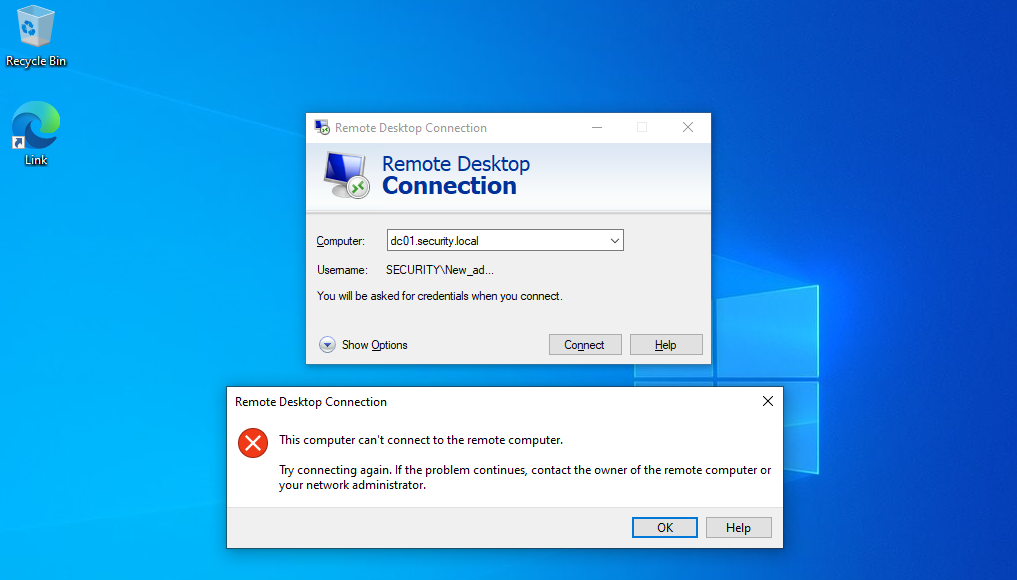 Recycle Bin
Link
Remote Desktop Connection
Remote Desktop
Connection
Computer: dc01.security.local
Username: SECURITY\New_ad...
You will be asked for credentials when you connect.
Show Options Connect Help
Remote Desktop Connection
This computer can't connect to the remote computer.
Try connecting again. If the problem continues, contact the owner of the remote computer or
your network administrator.
OK Help